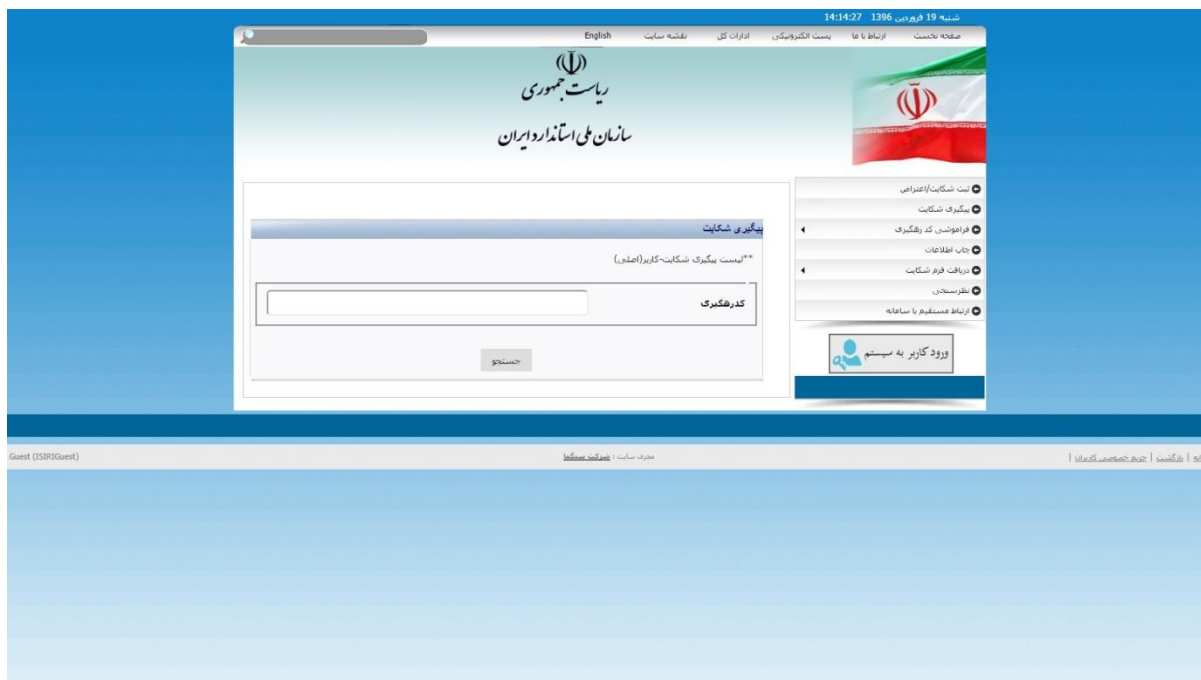 شنبه 19 فروردین 1396 14:14:27
صفحه نخست ارتباط با ما پست الکترونیکی ادارات کل نقشه سایت English
ریاست جمهوری
سازمان ملی استاندارد ایران
ثبت شکایت/اعتراض
پیگیری شکایت
فراموشی کد رهگیری
چاپ اطلاعات
دریافت فرم شکایت
نظرسنجی
ارتباط مستقیم با سامانه
ورود کاربر به سیستم
پیگیری شکایت
**لیست پیگیری شکایت-کاربر(اصلی)
کدرهگیری
جستجو
| بازگشت | حریم خصوصی کاربران |
مجری سایت : شرکت سیگما
Guest (ISIRIGuest)